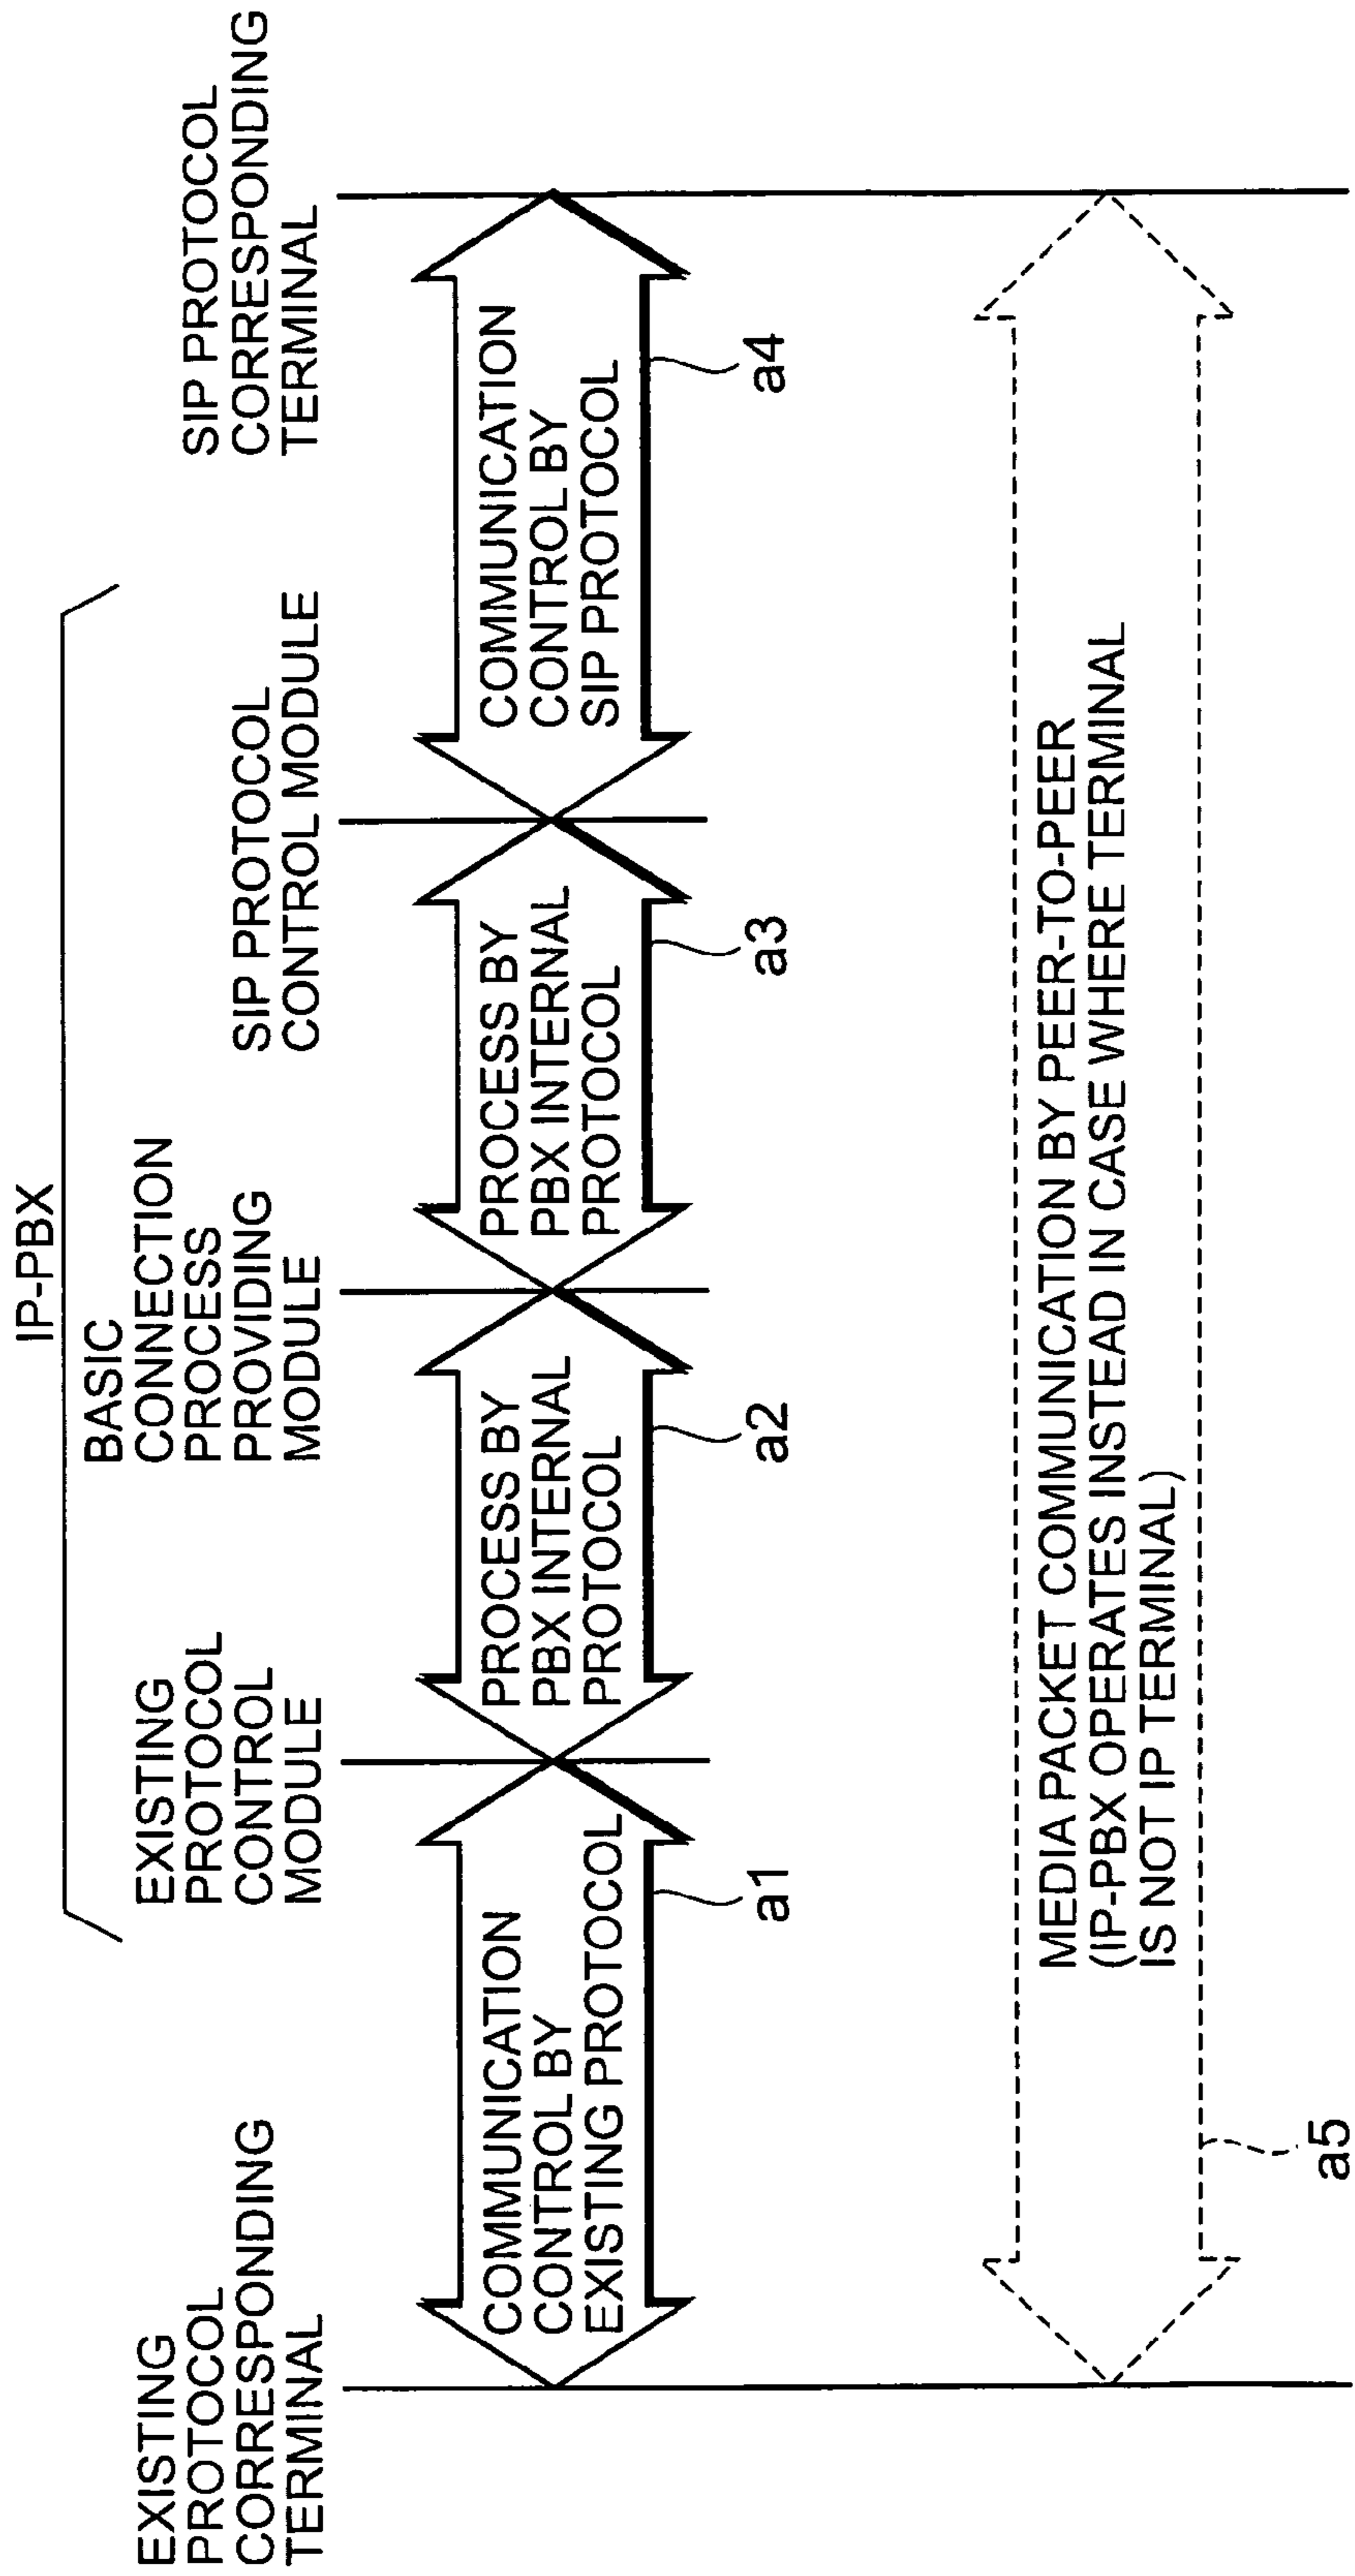 IP-PBX
EXISTING
PROTOCOL
CORRESPONDING
TERMINAL
EXISTING
PROTOCOL
CONTROL
MODULE
BASIC
CONNECTION
PROCESS
PROVIDING
MODULE
SIP PROTOCOL
CONTROL MODULE
SIP PROTOCOL
CORRESPONDING
TERMINAL
COMMUNICATION
CONTROL BY
EXISTING PROTOCOL
a1
PROCESS BY
PBX INTERNAL
PROTOCOL
a2
PROCESS BY
PBX INTERNAL
PROTOCOL
a3
COMMUNICATION
CONTROL BY
SIP PROTOCOL
a4
MEDIA PACKET COMMUNICATION BY PEER-TO-PEER
(IP-PBX OPERATES INSTEAD IN CASE WHERE TERMINAL
IS NOT IP TERMINAL)
a5